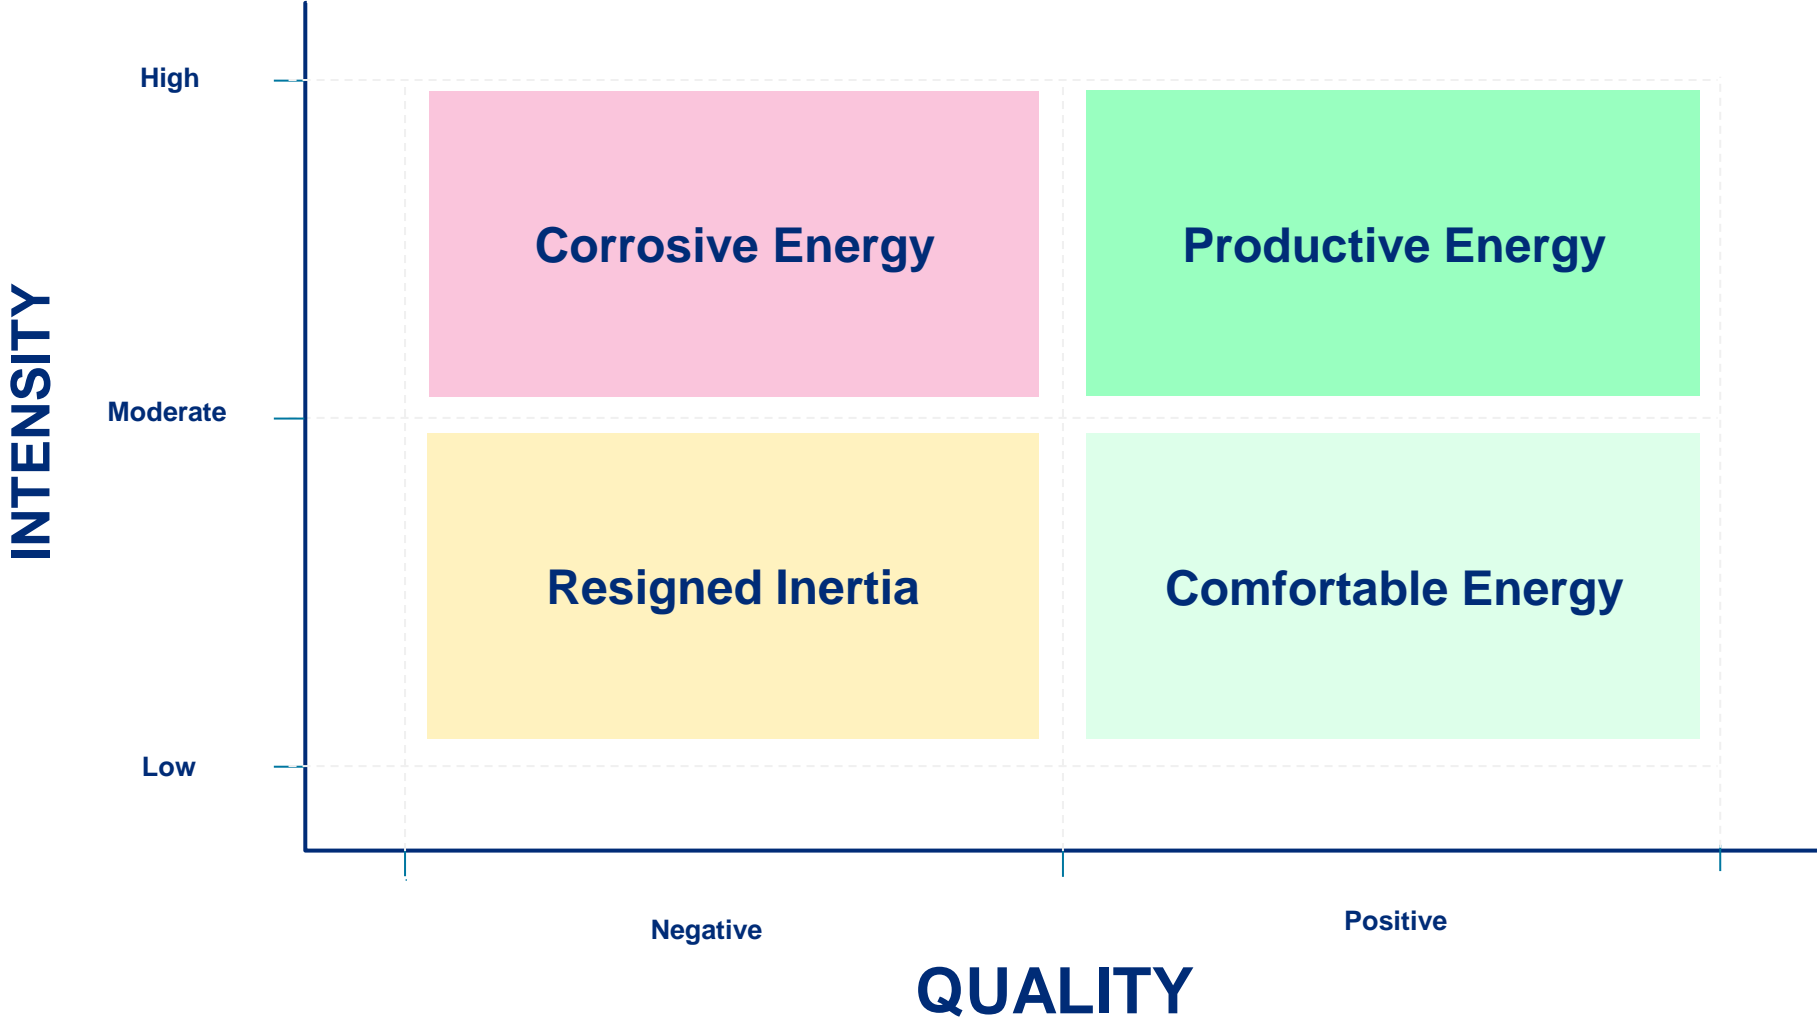 High
Corrosive Energy
Productive Energy
INTENSITY
Moderate
Resigned Inertia
Comfortable Energy
Low
Negative
Positive
QUALITY